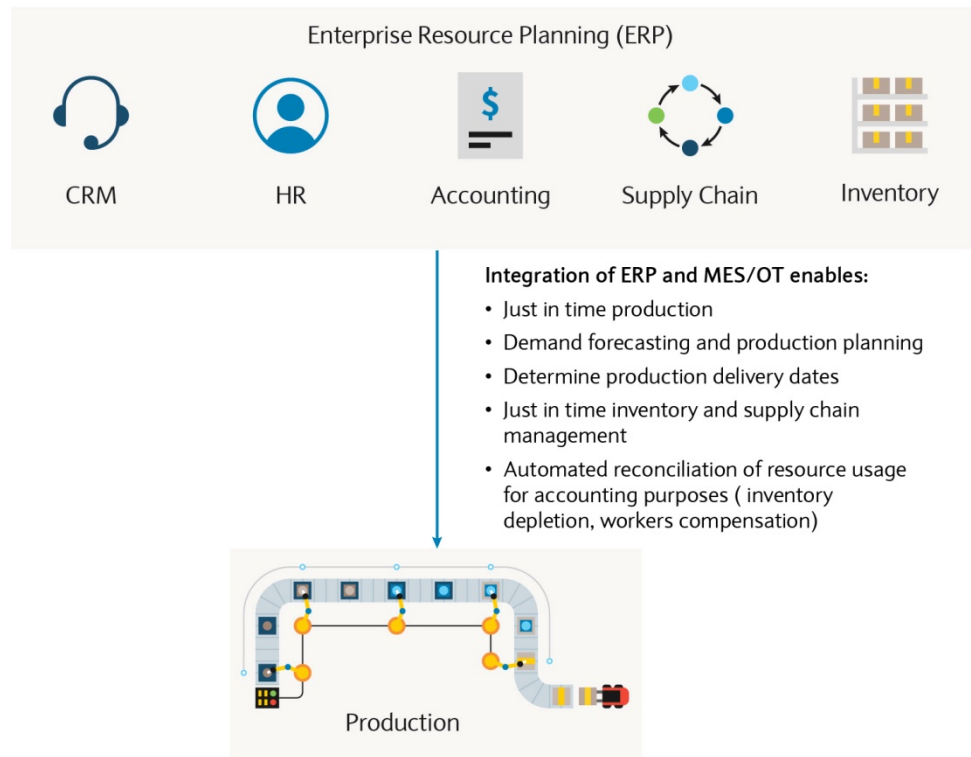 Enterprise Resource Planning (ERP)
CRM
HR
Accounting
Supply Chain
Inventory
Integration of ERP and MES/OT enables:
• Just in time production
• Demand forecasting and production planning
• Determine production delivery dates
• Just in time inventory and supply chain
management
• Automated reconciliation of resource usage
for accounting purposes ( inventory
depletion, workers compensation)
Production